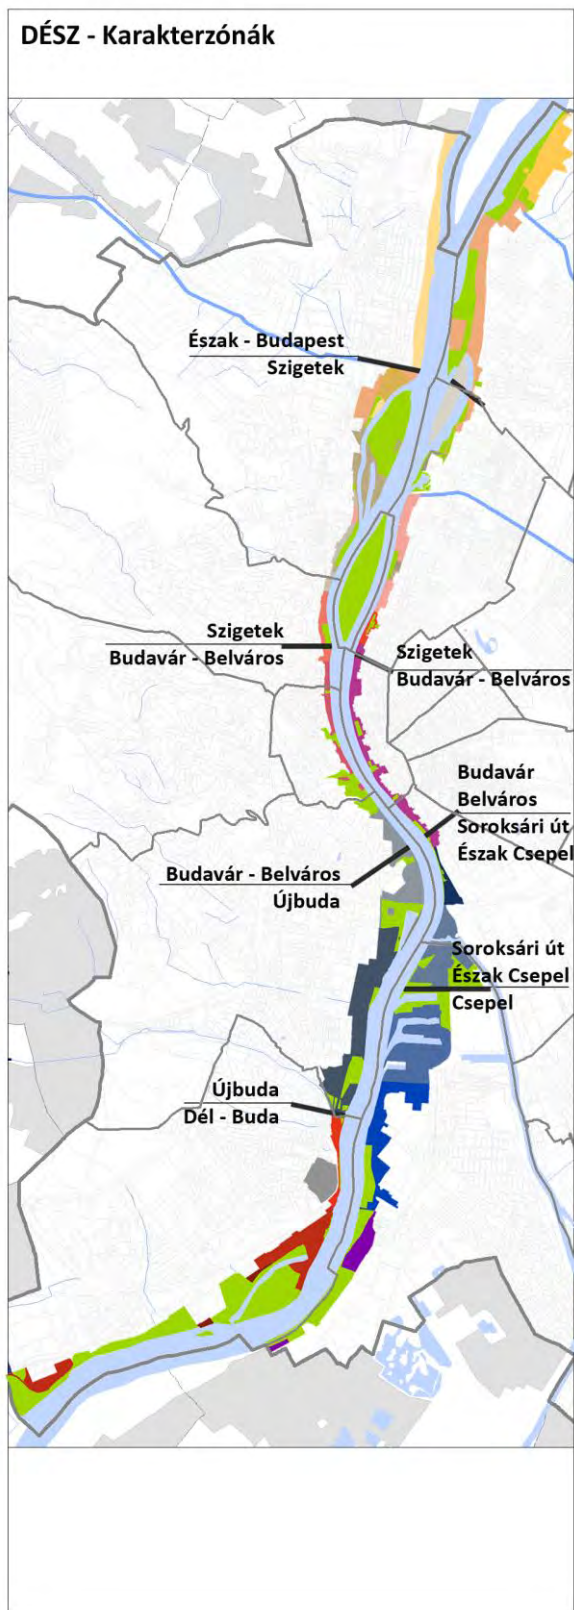 DÉSZ - Karakterzónák
Észak - Budapest
Szigetek
Szigetek
Budavár - Belváros
Szigetek
Budavár - Belváros
Budavár
Belváros
Soroksári út
Észak Csepel
Budavár - Belváros
Újbuda
Soroksári út
Észak Csepel
Csepel
Újbuda
Dél - Buda